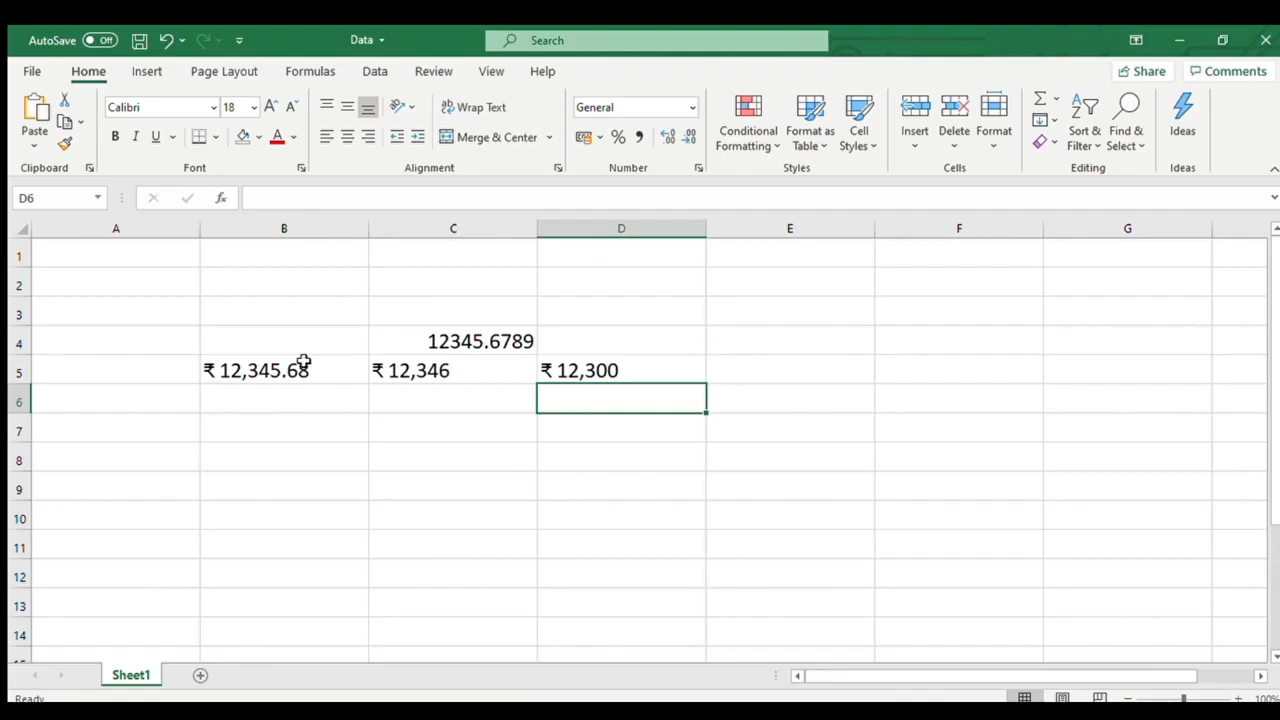 AutoSave Off Data Search
File Home Insert Page Layout Formulas Data Review View Help Share Comments
Paste Calibri 18 A^ A˅ Wrap Text General Conditional Formatting Format as Table Cell Styles Insert Delete Format Sort & Filter Find & Select Ideas
B I U A Merge & Center % 9
Clipboard Font Alignment Number Styles Cells Editing Ideas
D6 fx
A B C D E F G
1
2
3
4 12345.6789
5 ₹ 12,345.68 ₹ 12,346 ₹ 12,300
6
7
8
9
10
11
12
13
14
Sheet1
Ready 100%